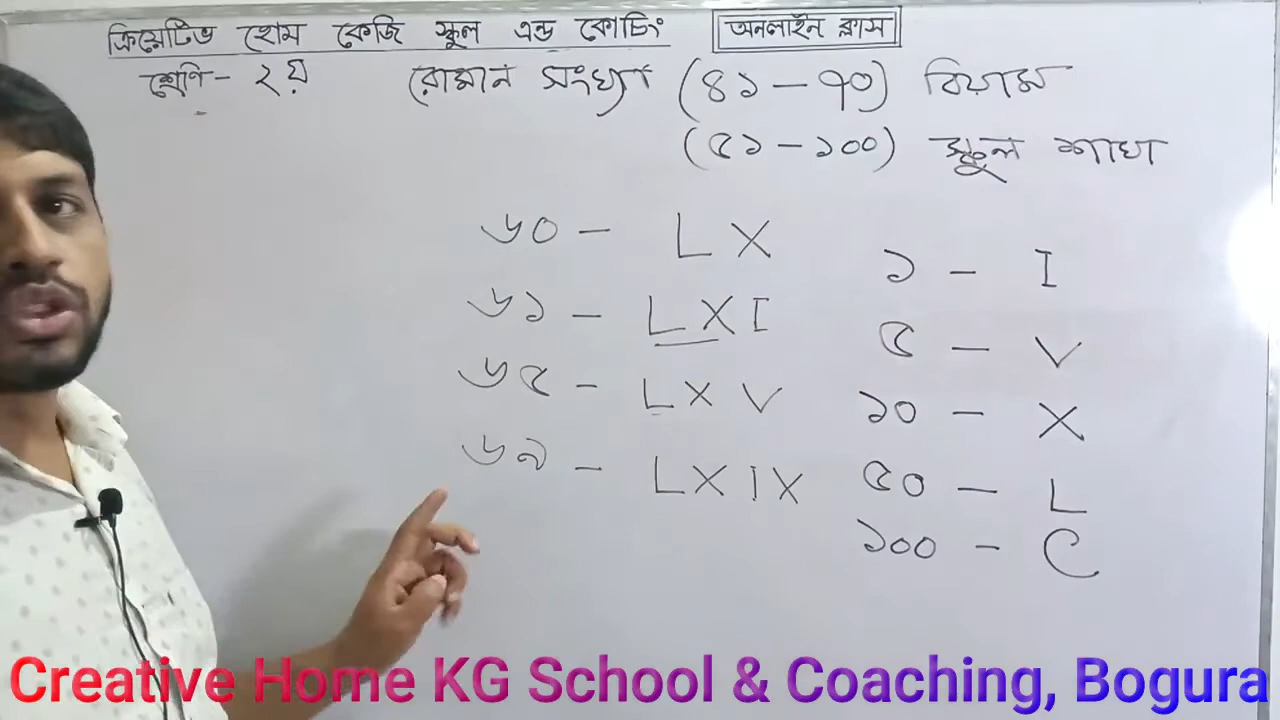 ক্রিয়েটিভ হোম কেজি স্কুল এন্ড কোচিং অনলাইন ক্লাস
শ্রেণি- ২য় রোমান সংখ্যা (৪১ - ৭০) বিয়াম
(৫১ - ১০০) স্কুল শাখা
৬০ - LX
৬১ - LXI
৬৫ - LXV
৬৯ - LXIX
১ - I
৫ - V
১০ - X
৫০ - L
১০০ - C
Creative Home KG School & Coaching, Bogura